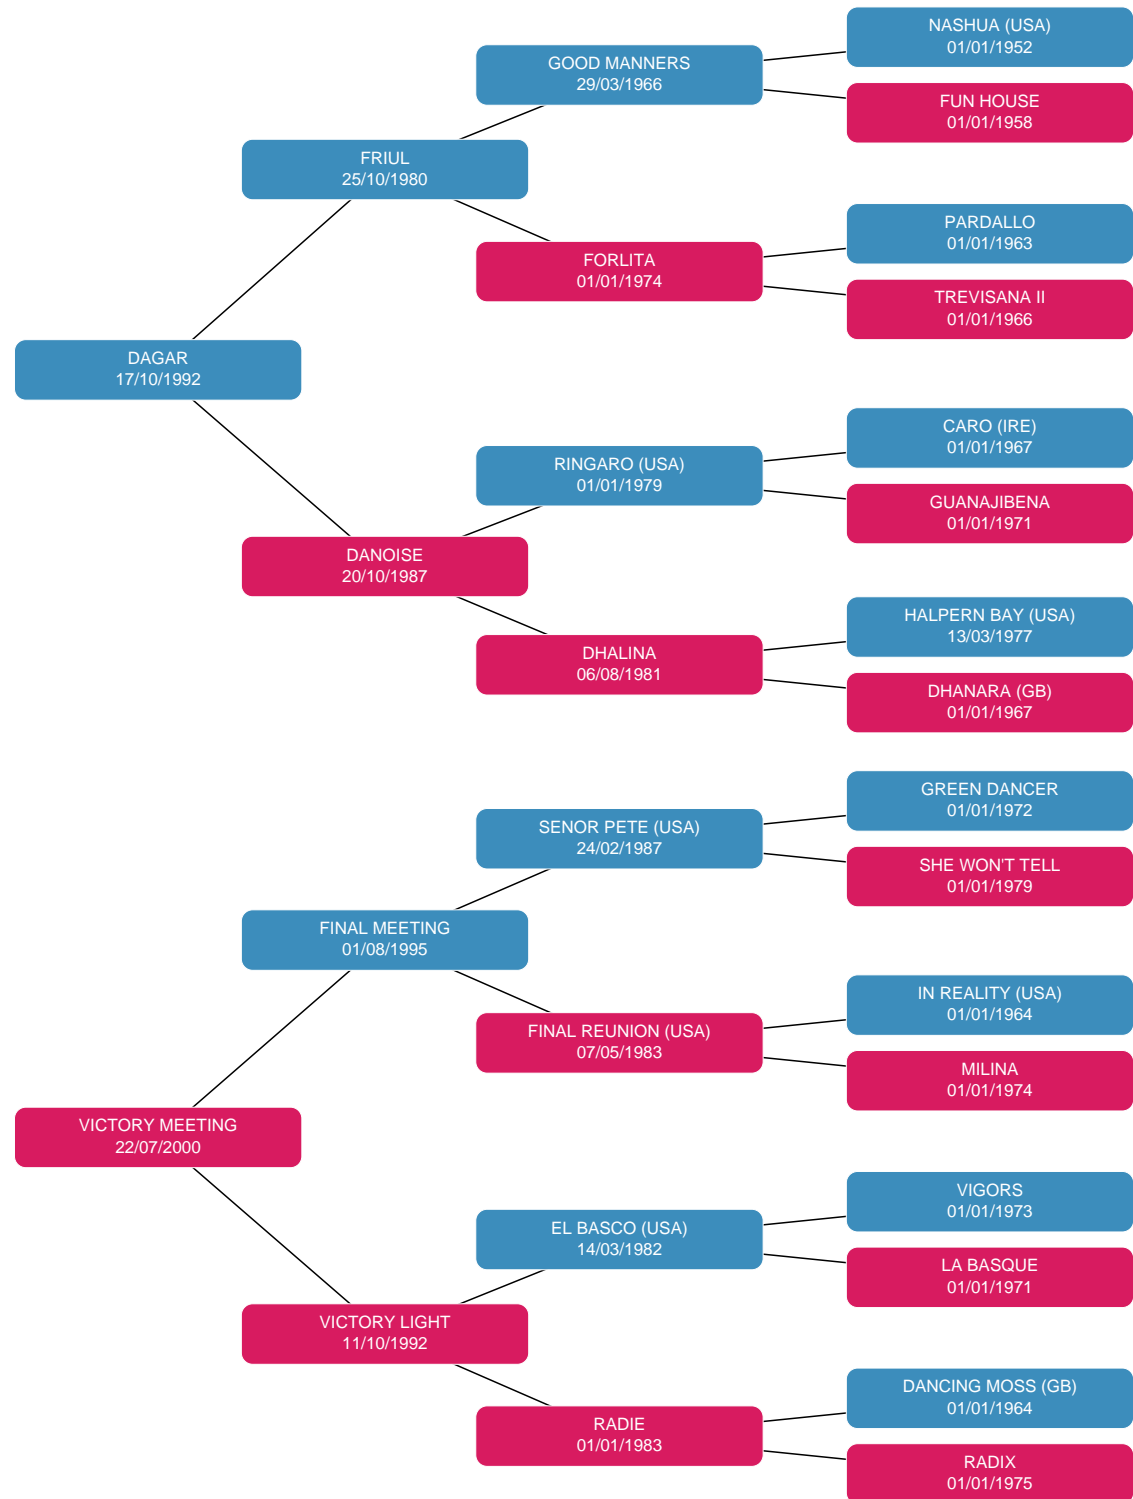 NASHUA (USA)
01/01/1952
GOOD MANNERS
29/03/1966
FUN HOUSE
01/01/1958
FRIUL
25/10/1980
PARDALLO
01/01/1963
FORLITA
01/01/1974
TREVISANA II
01/01/1966
DAGAR
17/10/1992
CARO (IRE)
01/01/1967
RINGARO (USA)
01/01/1979
GUANAJIBENA
01/01/1971
DANOISE
20/10/1987
HALPERN BAY (USA)
13/03/1977
DHALINA
06/08/1981
DHANARA (GB)
01/01/1967
GREEN DANCER
01/01/1972
SENOR PETE (USA)
24/02/1987
SHE WON'T TELL
01/01/1979
FINAL MEETING
01/08/1995
IN REALITY (USA)
01/01/1964
FINAL REUNION (USA)
07/05/1983
MILINA
01/01/1974
VICTORY MEETING
22/07/2000
VIGORS
01/01/1973
EL BASCO (USA)
14/03/1982
LA BASQUE
01/01/1971
VICTORY LIGHT
11/10/1992
DANCING MOSS (GB)
01/01/1964
RADIE
01/01/1983
RADIX
01/01/1975